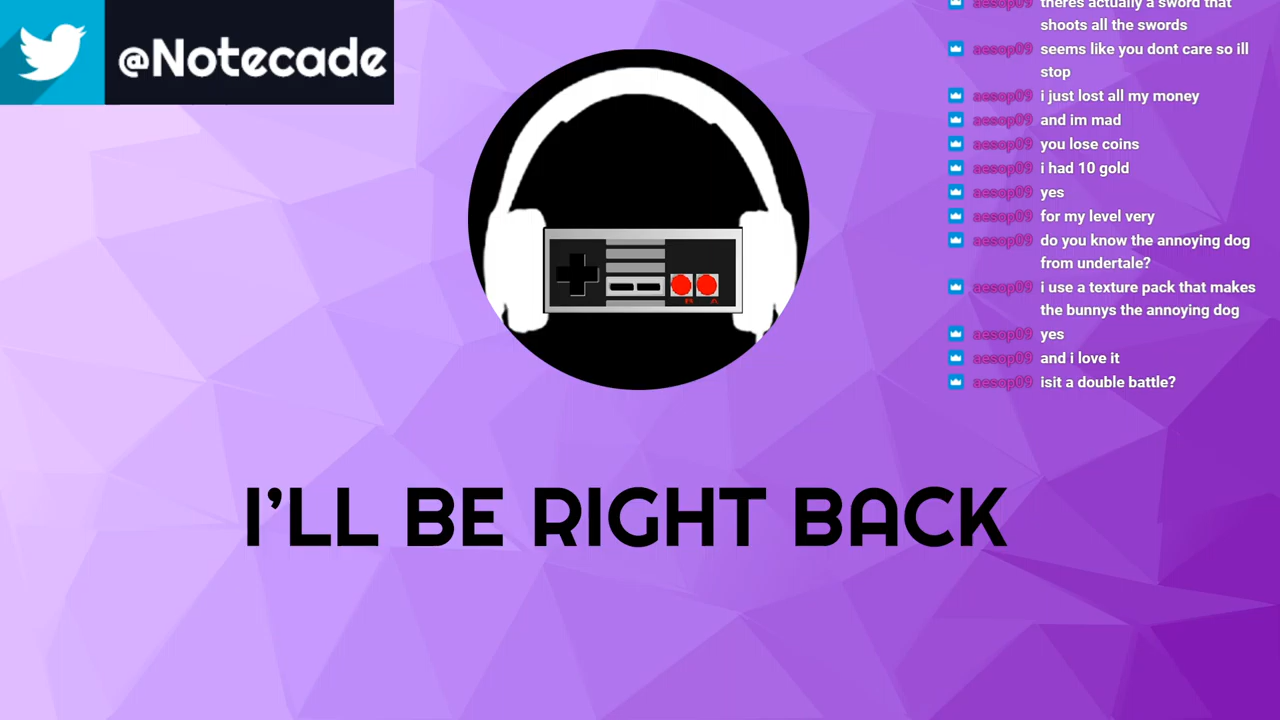 @Notecade
aesop09 theres actually a sword that
shoots all the swords
aesop09 seems like you dont care so ill
stop
aesop09 i just lost all my money
aesop09 and im mad
aesop09 you lose coins
aesop09 i had 10 gold
aesop09 yes
aesop09 for my level very
aesop09 do you know the annoying dog
from undertale?
aesop09 i use a texture pack that makes
the bunnys the annoying dog
aesop09 yes
aesop09 and i love it
aesop09 isit a double battle?
B A
I'LL BE RIGHT BACK